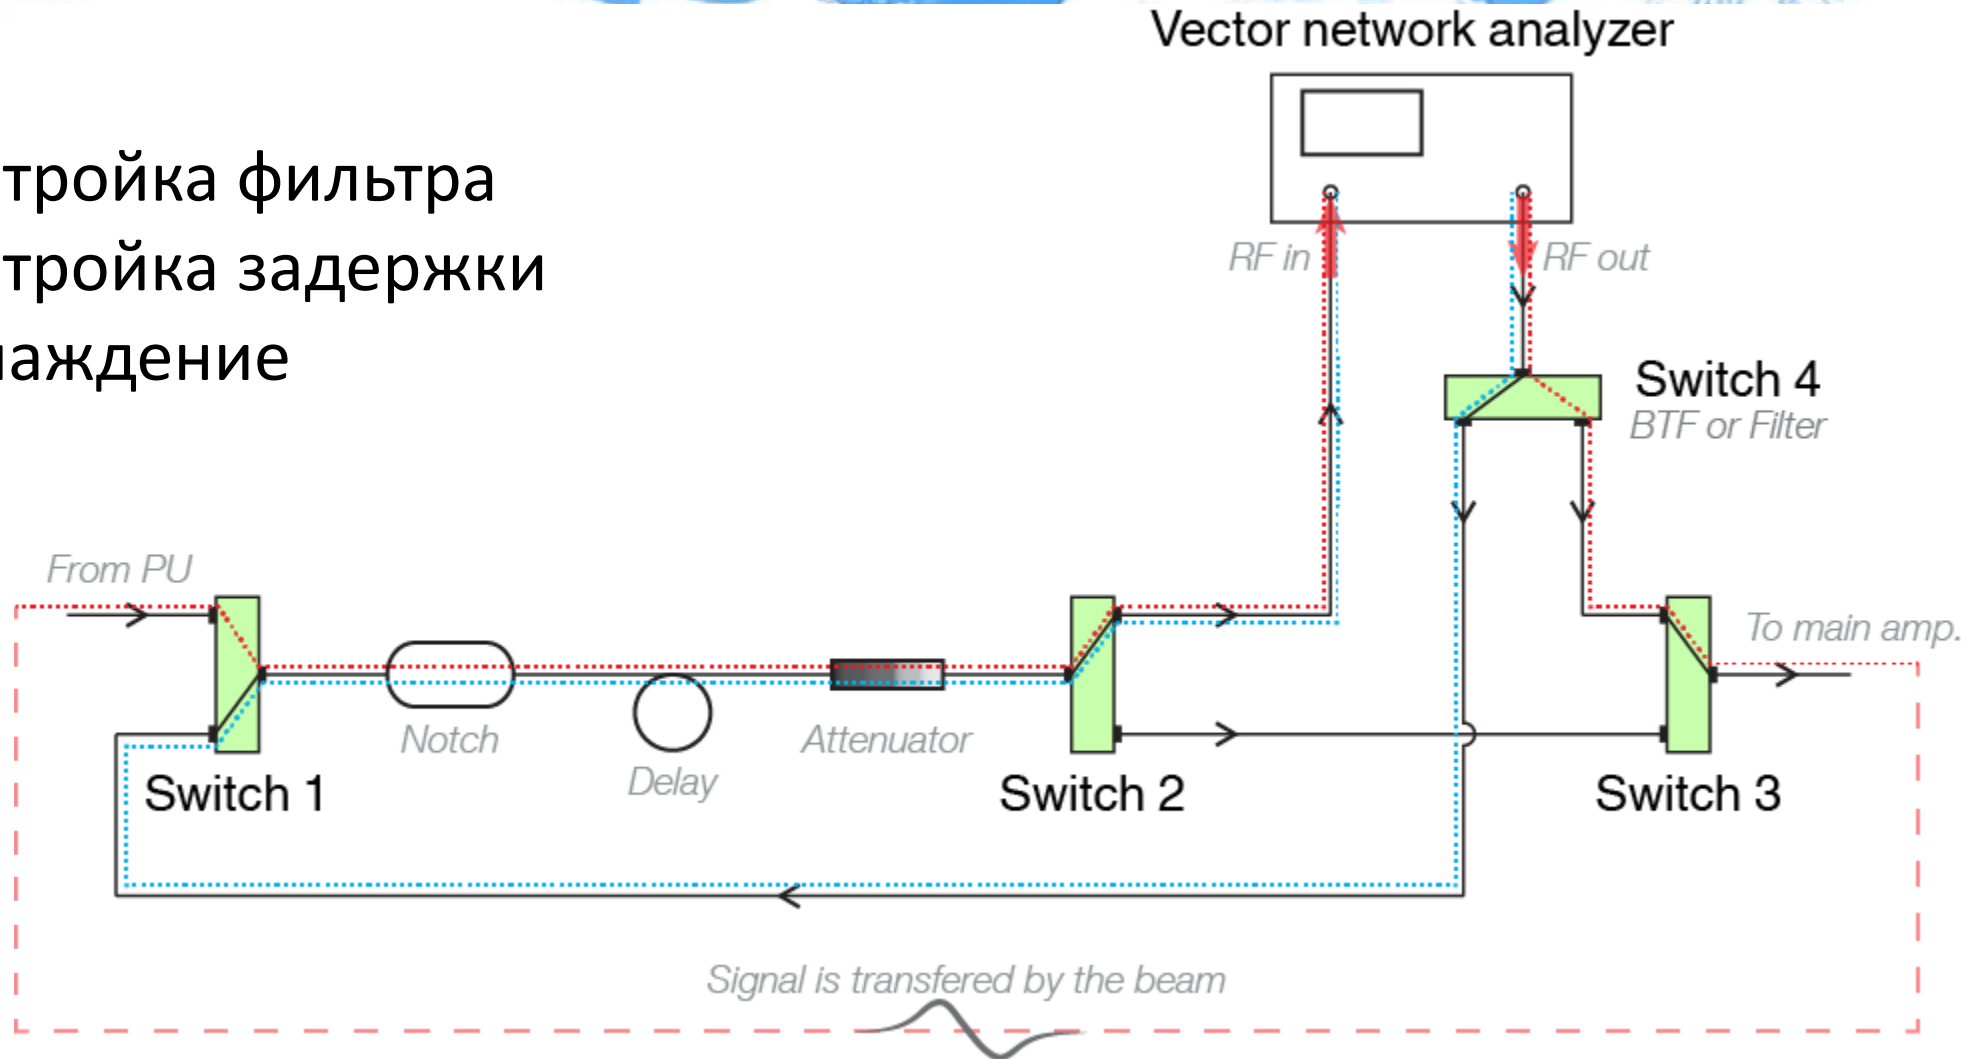 Vector network analyzer
тройка фильтра
тройка задержки
лаждение
RF in
RF out
Switch 4
BTF or Filter
From PU
To main amp.
Notch
Delay
Attenuator
Switch 1
Switch 2
Switch 3
Signal is transfered by the beam